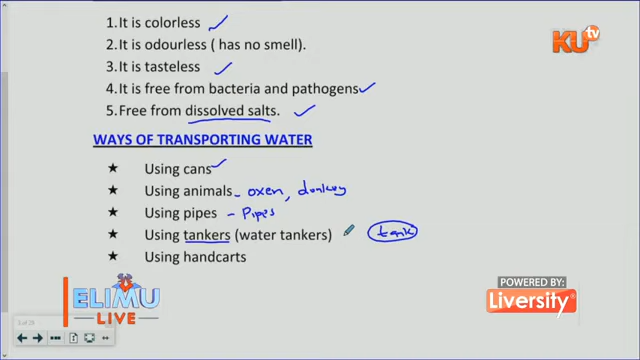 1. It is colorless
KU tv
2. It is odourless ( has no smell).
3. It is tasteless
4. It is free from bacteria and pathogens
5. Free from dissolved salts.
WAYS OF TRANSPORTING WATER
★ Using cans
★ Using animals - oxen, donkey
★ Using pipes - Pipes
★ Using tankers (water tankers) tank
★ Using handcarts
ELIMU
LIVE
POWERED BY:
Liversity